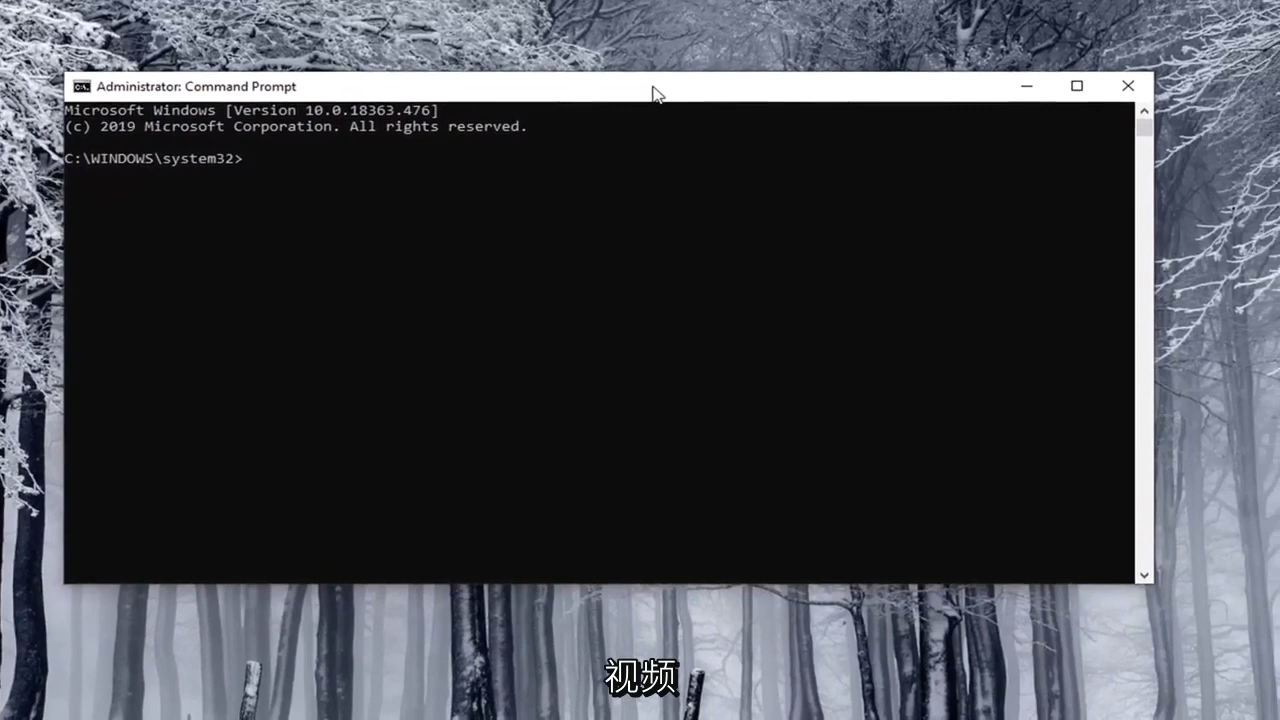 Administrator: Command Prompt
Microsoft Windows [Version 10.0.18363.476]
(c) 2019 Microsoft Corporation. All rights reserved.
C:\WINDOWS\system32>
视频